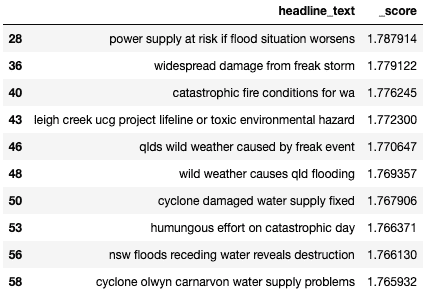 headline_text _score
28 power supply at risk if flood situation worsens 1.787914
36 widespread damage from freak storm 1.779122
40 catastrophic fire conditions for wa 1.776245
43 leigh creek ucg project lifeline or toxic environmental hazard 1.772300
46 qlds wild weather caused by freak event 1.770647
48 wild weather causes qld flooding 1.769357
50 cyclone damaged water supply fixed 1.767906
53 humungous effort on catastrophic day 1.766371
56 nsw floods receding water reveals destruction 1.766130
58 cyclone olwyn carnarvon water supply problems 1.765932